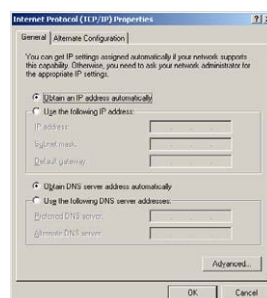 Internet Protocol (TCP/IP) Properties
General
Alternate Configuration
You can get IP settings assigned automatically if your network supports
this capability. Otherwise, you need to ask your network administrator for
the appropriate IP settings.
Obtain an IP address automatically
Use the following IP address:
IP address:
Subnet mask:
Default gateway:
Obtain DNS server address automatically
Use the following DNS server addresses:
Preferred DNS server:
Alternate DNS server:
Advanced...
OK
Cancel